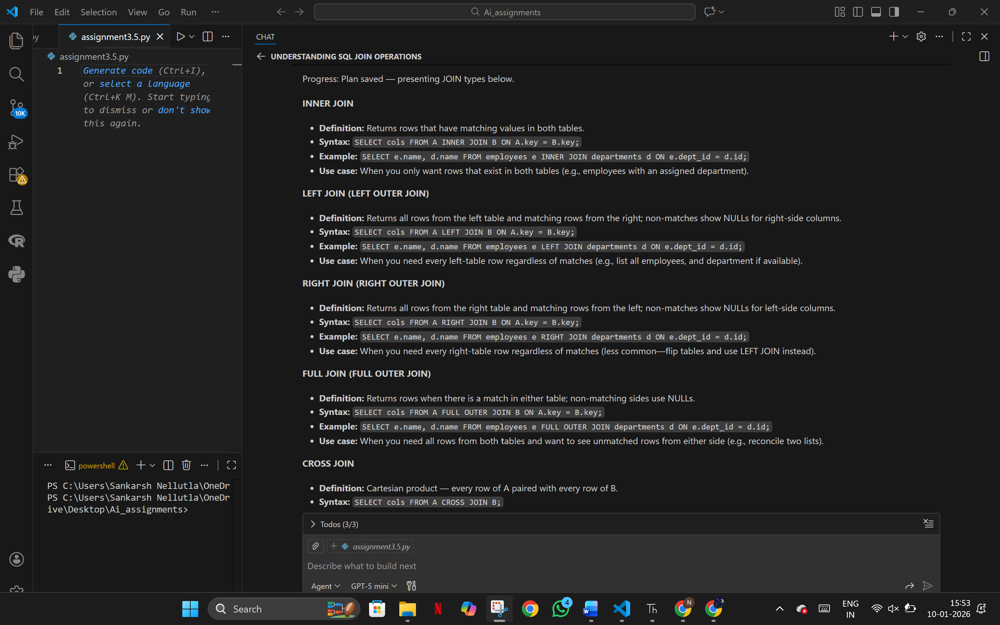 File Edit Selection View Go Run ···
Ai_assignments
py
assignment3.5.py
assignment3.5.py
1
Generate code (Ctrl+I),
or select a language
(Ctrl+K M). Start typing
to dismiss or don't show
this again.
10K
powershell
PS C:\Users\Sankarsh Nellutla\OneDr
PS C:\Users\Sankarsh Nellutla\OneDr
ive\Desktop\Ai_assignments>
CHAT
UNDERSTANDING SQL JOIN OPERATIONS
Progress: Plan saved — presenting JOIN types below.
INNER JOIN
• Definition: Returns rows that have matching values in both tables.
• Syntax: SELECT cols FROM A INNER JOIN B ON A.key = B.key;
• Example: SELECT e.name, d.name FROM employees e INNER JOIN departments d ON e.dept_id = d.id;
• Use case: When you only want rows that exist in both tables (e.g., employees with an assigned department).
LEFT JOIN (LEFT OUTER JOIN)
• Definition: Returns all rows from the left table and matching rows from the right; non-matches show NULLs for right-side columns.
• Syntax: SELECT cols FROM A LEFT JOIN B ON A.key = B.key;
• Example: SELECT e.name, d.name FROM employees e LEFT JOIN departments d ON e.dept_id = d.id;
• Use case: When you need every left-table row regardless of matches (e.g., list all employees, and department if available).
RIGHT JOIN (RIGHT OUTER JOIN)
• Definition: Returns all rows from the right table and matching rows from the left; non-matches show NULLs for left-side columns.
• Syntax: SELECT cols FROM A RIGHT JOIN B ON A.key = B.key;
• Example: SELECT e.name, d.name FROM employees e RIGHT JOIN departments d ON e.dept_id = d.id;
• Use case: When you need every right-table row regardless of matches (less common—flip tables and use LEFT JOIN instead).
FULL JOIN (FULL OUTER JOIN)
• Definition: Returns rows when there is a match in either table; non-matching sides use NULLs.
• Syntax: SELECT cols FROM A FULL OUTER JOIN B ON A.key = B.key;
• Example: SELECT e.name, d.name FROM employees e FULL OUTER JOIN departments d ON e.dept_id = d.id;
• Use case: When you need all rows from both tables and want to see unmatched rows from either side (e.g., reconcile two lists).
CROSS JOIN
• Definition: Cartesian product — every row of A paired with every row of B.
• Syntax: SELECT cols FROM A CROSS JOIN B;
Todos (3/3)
assignment3.5.py
Describe what to build next
Agent GPT-5 mini
Search
4
N
ENG
IN
15:53
10-01-2026